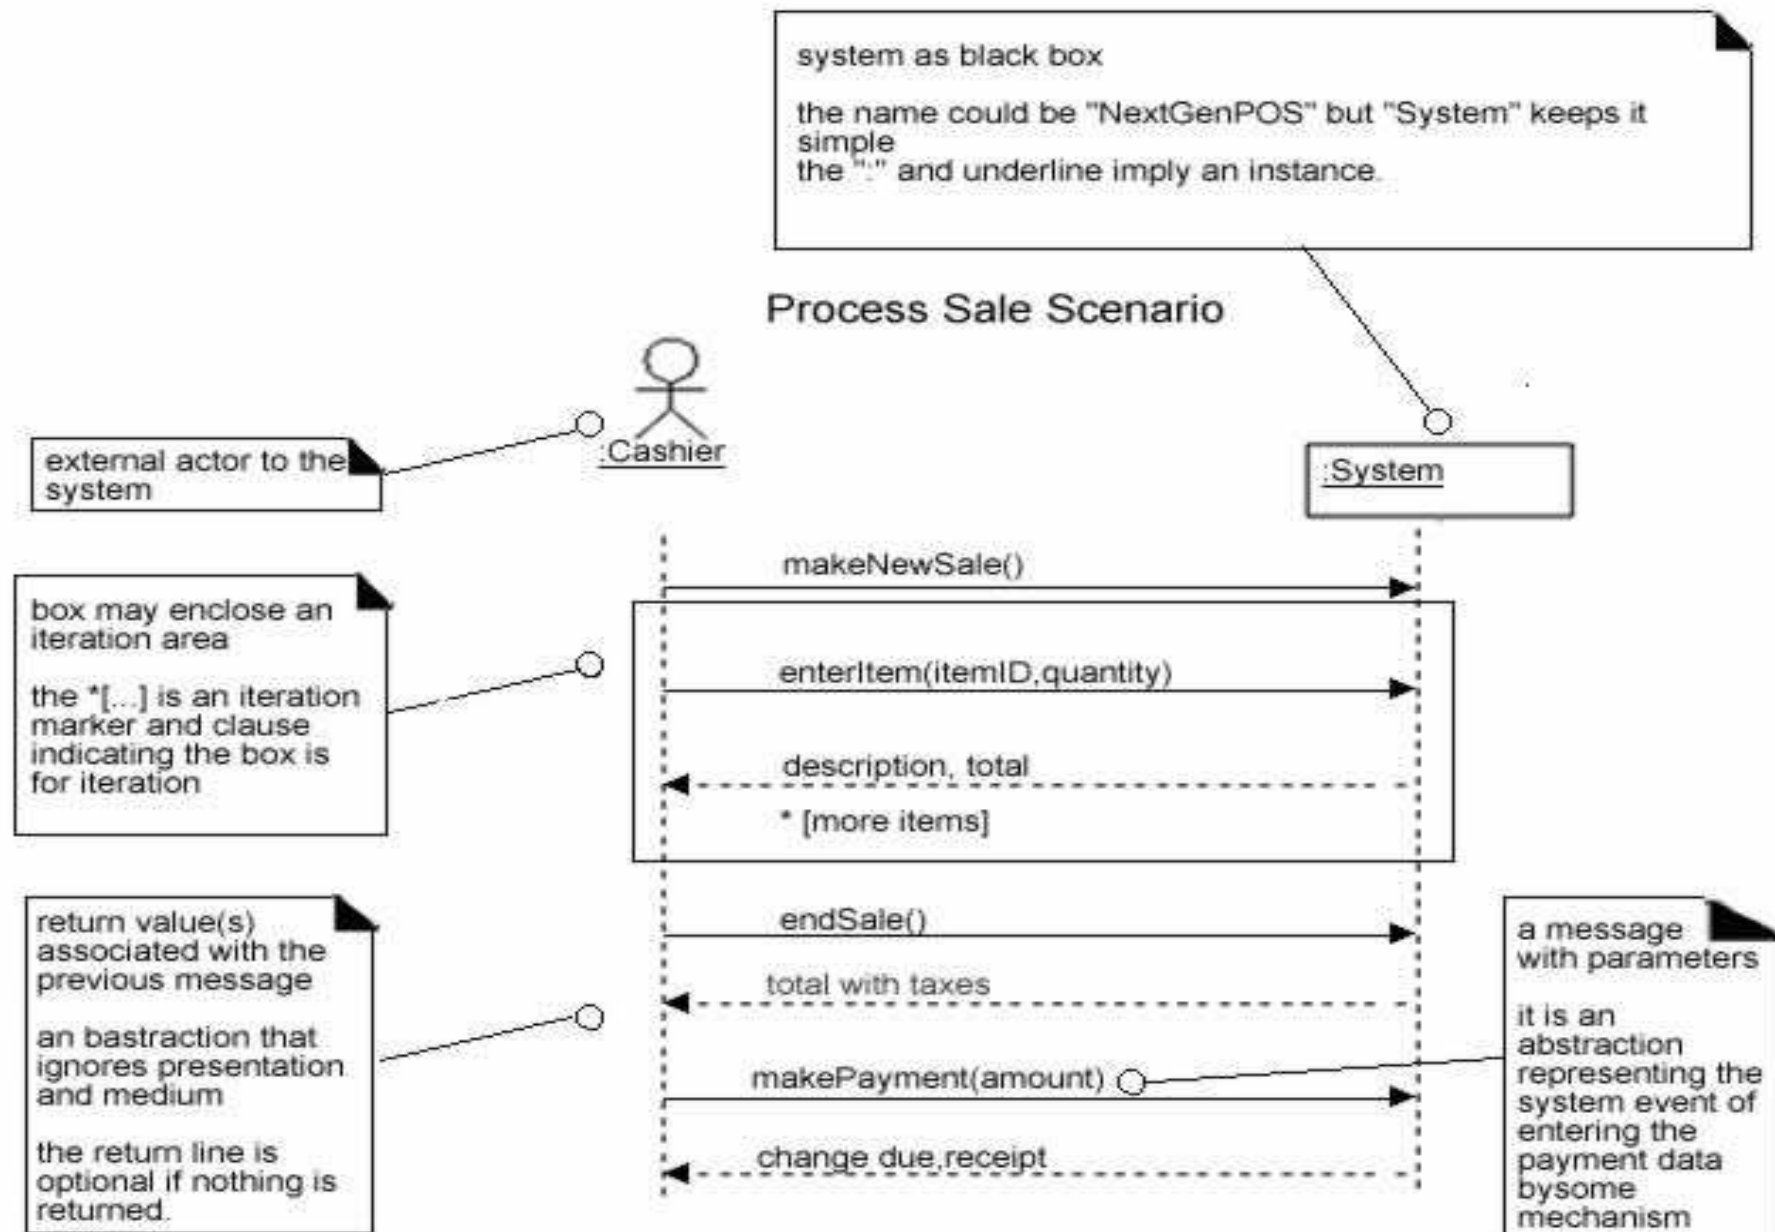 system as black box
the name could be "NextGenPOS" but "System" keeps it
simple
the ":" and underline imply an instance.
Process Sale Scenario
external actor to the
system
:Cashier
:System
makeNewSale()
box may enclose an
iteration area
the *[...] is an iteration
marker and clause
indicating the box is
for iteration
enterItem(itemID,quantity)
description, total
* [more items]
return value(s)
associated with the
previous message
an bastraction that
ignores presentation
and medium
the return line is
optional if nothing is
returned.
endSale()
total with taxes
makePayment(amount)
change due,receipt
a message
with parameters
it is an
abstraction
representing the
system event of
entering the
payment data
bysome
mechanism